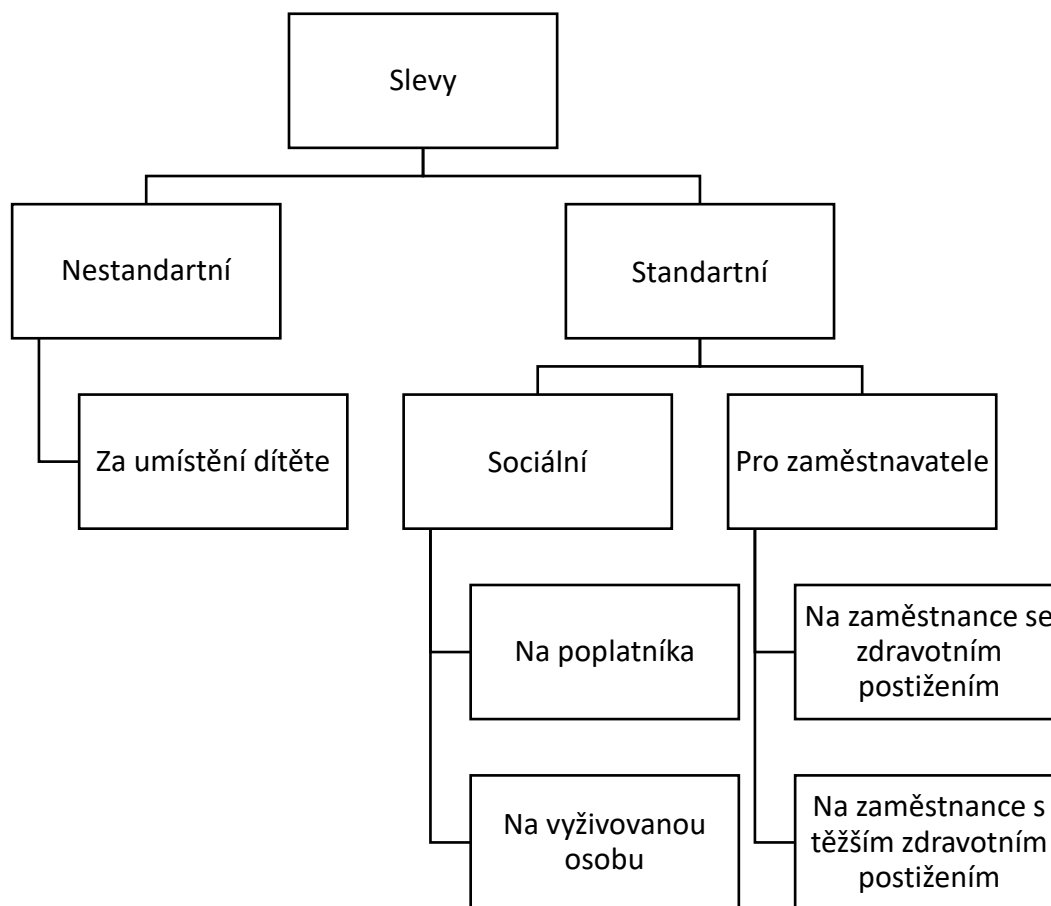 Slevy
Nestandartní
Standartní
Za umístění dítěte
Sociální
Pro zaměstnavatele
Na poplatníka
Na zaměstnance se
zdravotním
postižením
Na vyživovanou
osobu
Na zaměstnance s
těžším zdravotním
postižením